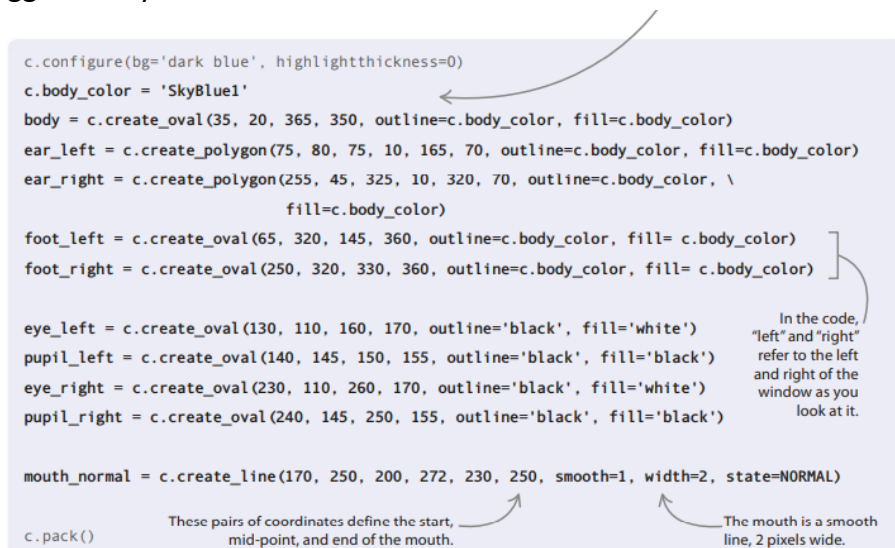 c.configure(bg='dark blue', highlightthickness=0)
c.body_color = 'SkyBlue1'
body = c.create_oval(35, 20, 365, 350, outline=c.body_color, fill=c.body_color)
ear_left = c.create_polygon(75, 80, 75, 10, 165, 70, outline=c.body_color, fill=c.body_color)
ear_right = c.create_polygon(255, 45, 325, 10, 320, 70, outline=c.body_color, \
fill=c.body_color)
foot_left = c.create_oval(65, 320, 145, 360, outline=c.body_color, fill= c.body_color)
foot_right = c.create_oval(250, 320, 330, 360, outline=c.body_color, fill= c.body_color)
In the code,
"left" and "right"
refer to the left
and right of the
window as you
look at it.
eye_left = c.create_oval(130, 110, 160, 170, outline='black', fill='white')
pupil_left = c.create_oval(140, 145, 150, 155, outline='black', fill='black')
eye_right = c.create_oval(230, 110, 260, 170, outline='black', fill='white')
pupil_right = c.create_oval(240, 145, 250, 155, outline='black', fill='black')
mouth_normal = c.create_line(170, 250, 200, 272, 230, 250, smooth=1, width=2, state=NORMAL)
These pairs of coordinates define the start,
mid-point, and end of the mouth.
The mouth is a smooth
line, 2 pixels wide.
c.pack()